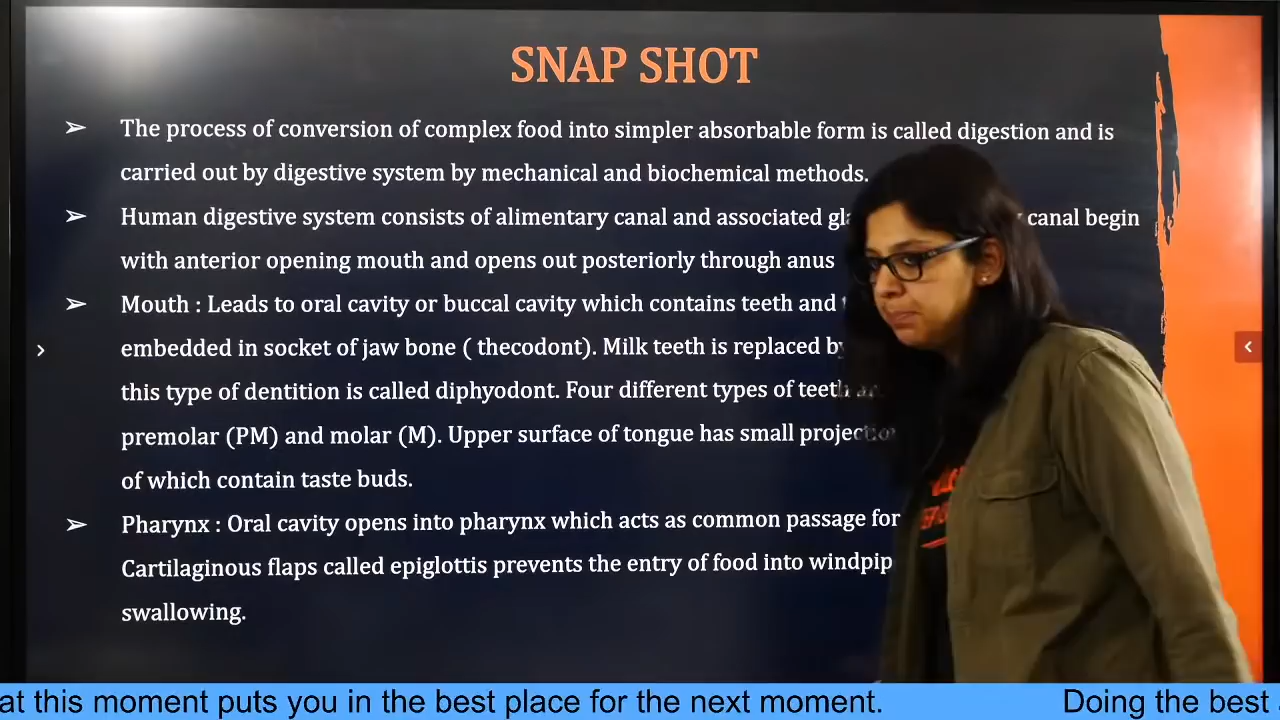 SNAP SHOT
➢ The process of conversion of complex food into simpler absorbable form is called digestion and is
carried out by digestive system by mechanical and biochemical methods.
➢ Human digestive system consists of alimentary canal and associated canal begin
with anterior opening mouth and opens out posteriorly through anus
➢ Mouth : Leads to oral cavity or buccal cavity which contains teeth and
embedded in socket of jaw bone ( thecodont). Milk teeth is replaced
this type of dentition is called diphyodont. Four different types of teeth
premolar (PM) and molar (M). Upper surface of tongue has small
of which contain taste buds.
➢ Pharynx : Oral cavity opens into pharynx which acts as common passage for
Cartilaginous flaps called epiglottis prevents the entry of food into
swallowing.
at this moment puts you in the best place for the next moment. Doing the best